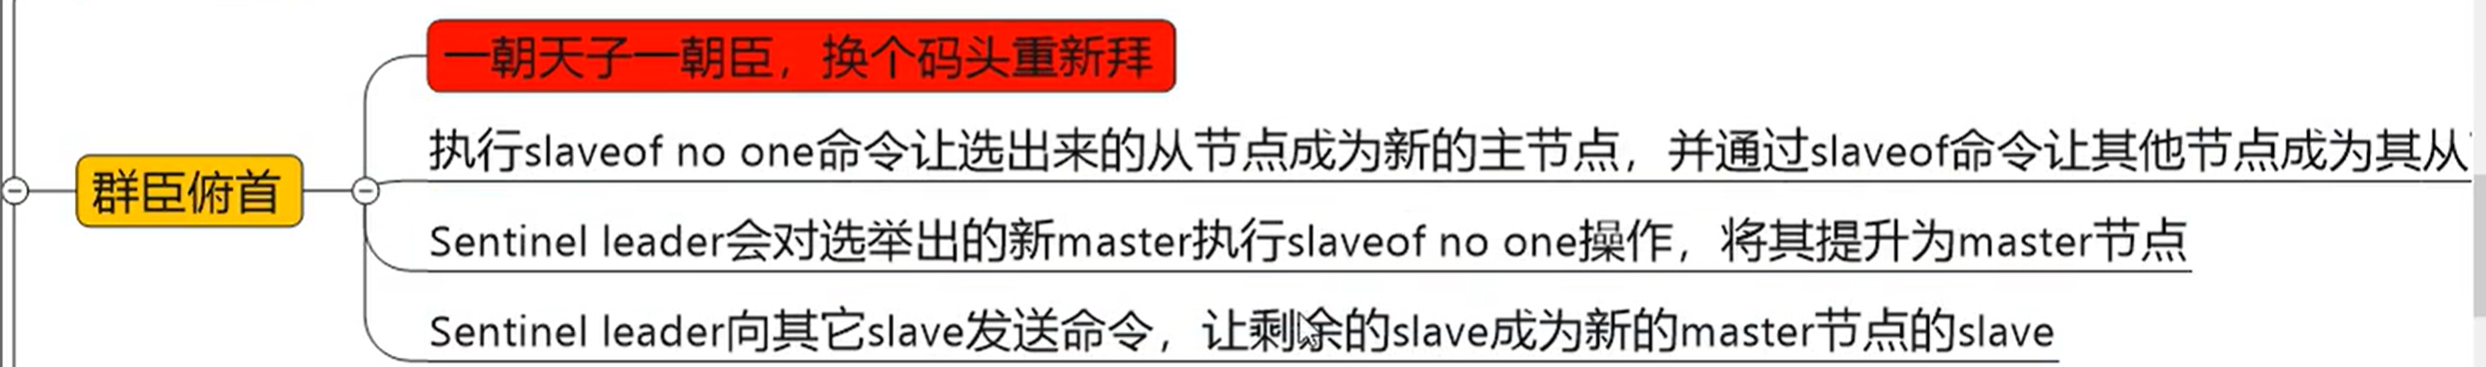 一朝天子一朝臣，换个码头重新拜
执行slaveof no one命令让选出来的从节点成为新的主节点，并通过slaveof命令让其他节点成为其从
群臣俯首
Sentinel leader会对选举出的新master执行slaveof no one操作，将其提升为master节点
Sentinel leader向其它slave发送命令，让剩余的slave成为新的master节点的slave